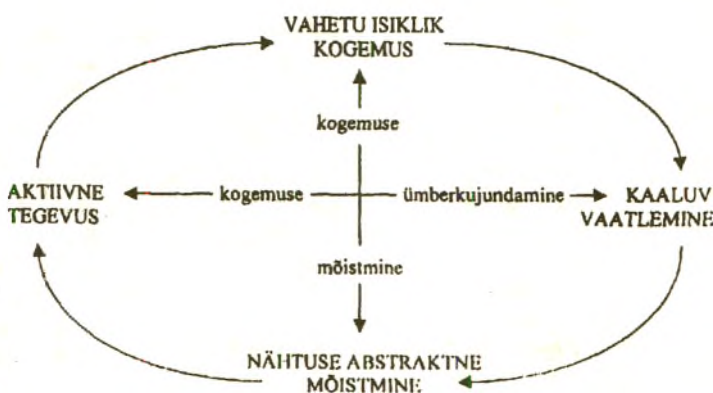 VAHETU ISIKLIK
KOGEMUS
kogemuse
AKTIIVNE
TEGEVUS
kogemuse
ümberkujundamine
KAALUV
VAATLEMINE
mõistmine
NÄHTUSE ABSTRAKTNE
MÕISTMINE